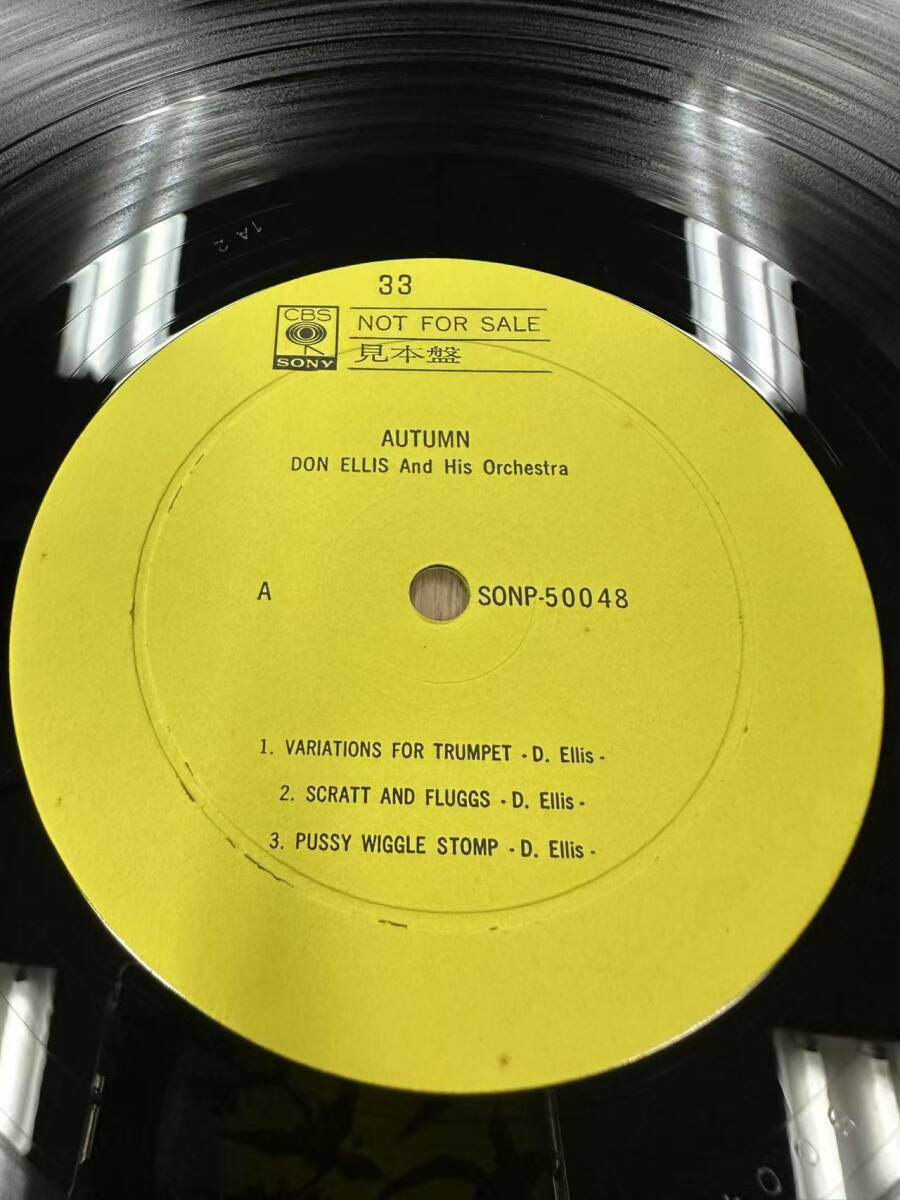 1A2
33
CBS
SONY
NOT FOR SALE
見本盤
AUTUMN
DON ELLIS And His Orchestra
A
SONP-50048
1. VARIATIONS FOR TRUMPET - D. Ellis -
2. SCRATT AND FLUGGS - D. Ellis -
3. PUSSY WIGGLE STOMP - D. Ellis -